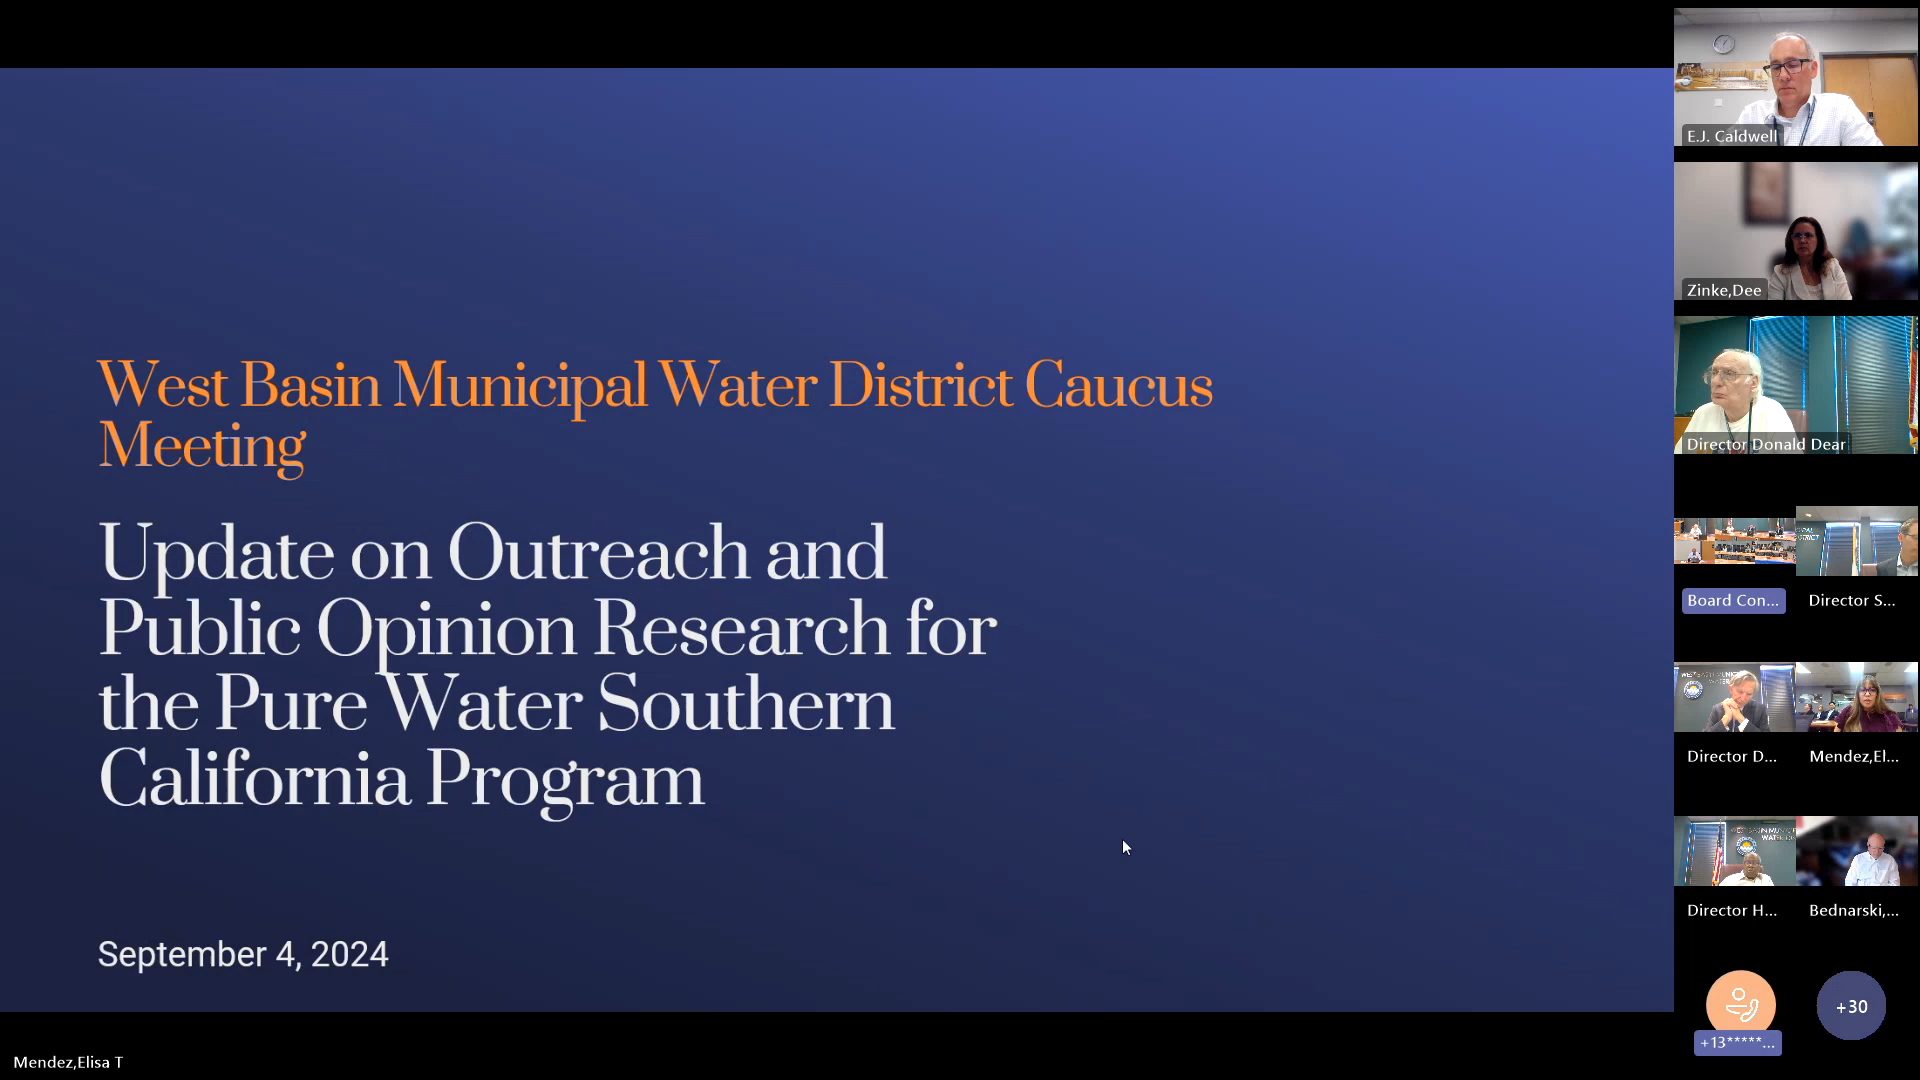 West Basin Municipal Water District Caucus
Meeting
Update on Outreach and
Public Opinion Research for
the Pure Water Southern
California Program
September 4, 2024
Mendez,Elisa T
E.J. Caldwell
Zinke,Dee
Director Donald Dear
Board Con...
Director S...
Director D...
Mendez,El...
Director H...
Bednarski,...
+13*****...
+30